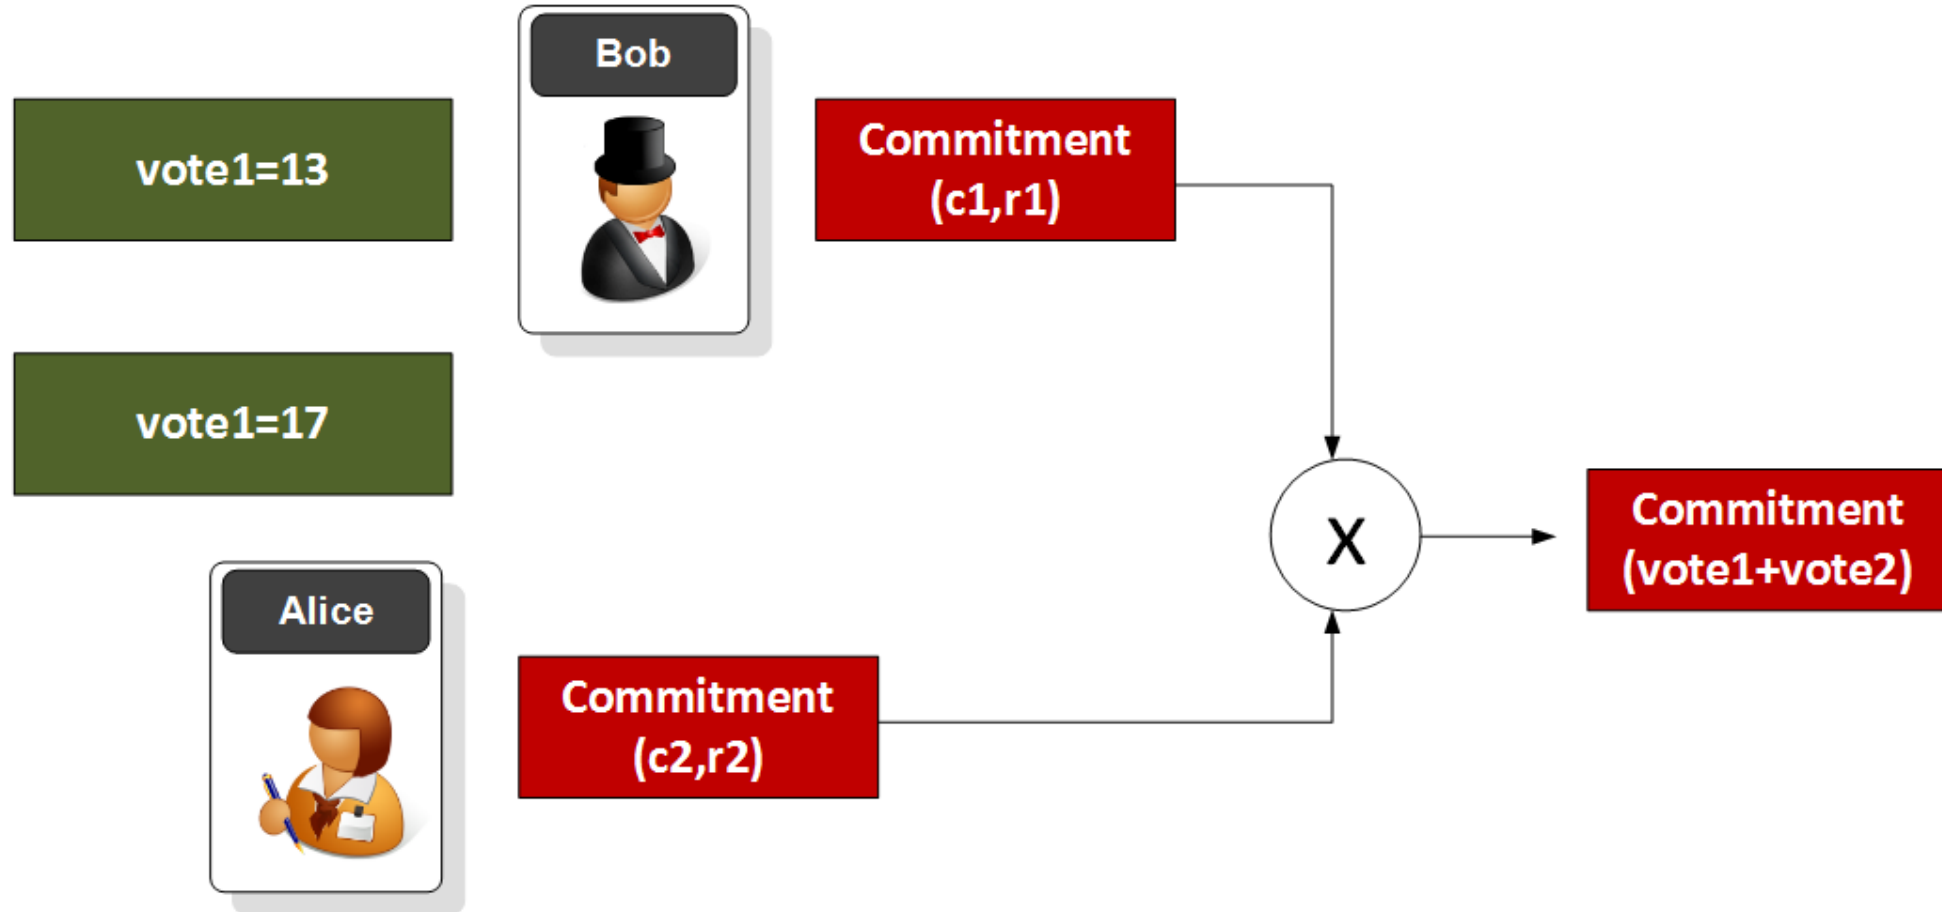 Bob
vote1=13
Commitment
(c1,r1)
vote1=17
X
Commitment
(vote1+vote2)
Alice
Commitment
(c2,r2)